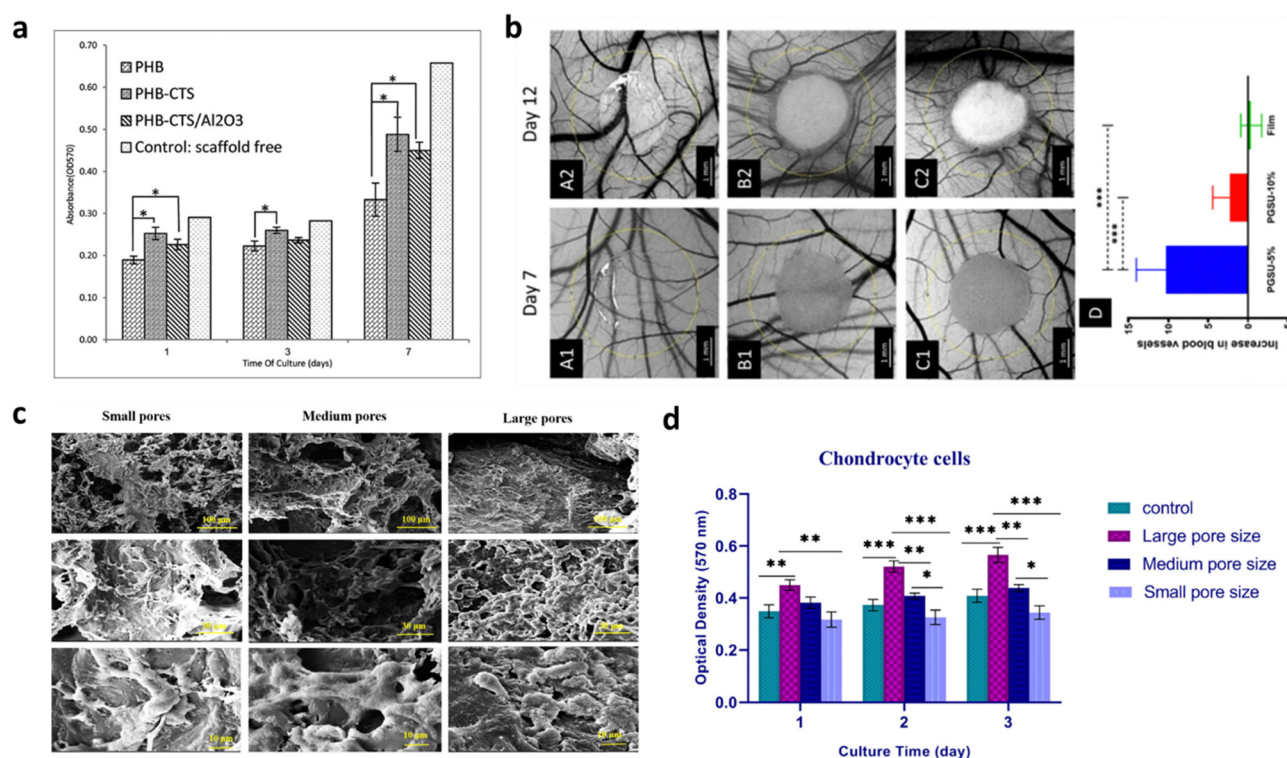 a
0.70
0.60
0.50
0.40
0.30
0.20
0.10
0.00
Absorbance(OD570)
PHB
PHB-CTS
PHB-CTS/Al2O3
Control: scaffold free
*
*
*
*
*
1
3
7
Time Of Culture (days)
b
Day 12
A2
1 mm
B2
1 mm
C2
1 mm
Day 7
A1
1 mm
B1
1 mm
C1
1 mm
D
Increase in blood vessels
15
10
5
0
PGSU-5%
PGSU-10%
Film
***
***
c
Small pores
Medium pores
Large pores
100 μm
100 μm
30 μm
10 μm
10 μm
d
Chondrocyte cells
Optical Density (570 nm)
0.8
0.6
0.4
0.2
0.0
**
**
***
***
**
*
***
***
**
*
1
2
3
Culture Time (day)
control
Large pore size
Medium pore size
Small pore size